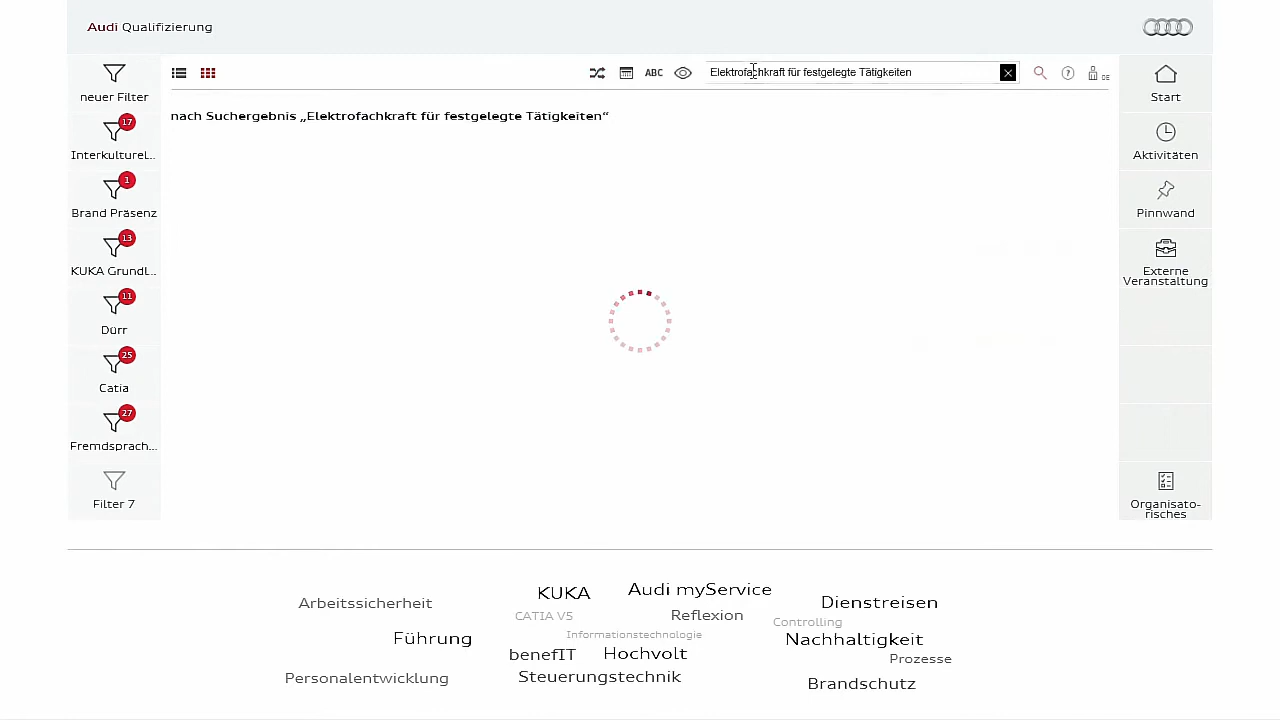 Audi Qualifizierung
neuer Filter
ABC
Elektrofachkraft für festgelegte Tätigkeiten
?
DE
Start
nach Suchergebnis „Elektrofachkraft für festgelegte Tätigkeiten“
17
Interkulturel...
Aktivitäten
1
Brand Präsenz
Pinnwand
13
KUKA Grundl...
Externe
Veranstaltung
11
Dürr
25
Catia
27
Fremdsprach...
Filter 7
Organisato-
risches
Arbeitssicherheit
KUKA
Audi myService
Dienstreisen
CATIA V5
Reflexion
Controlling
Führung
Informationstechnologie
Nachhaltigkeit
benefIT
Hochvolt
Prozesse
Personalentwicklung
Steuerungstechnik
Brandschutz